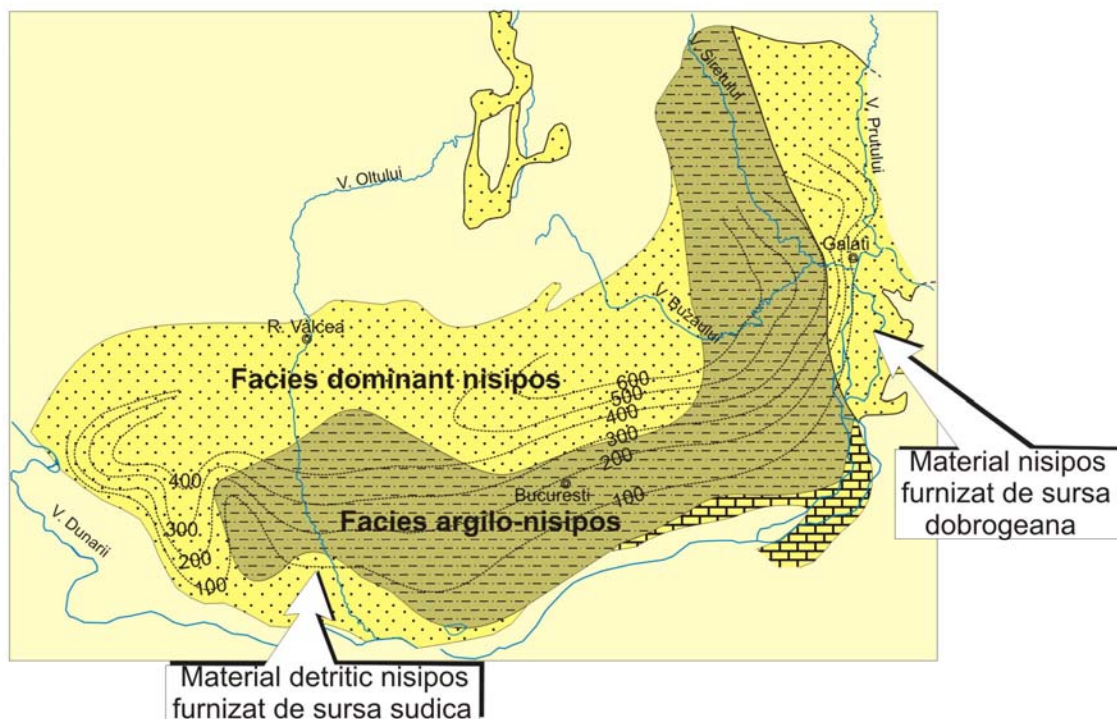 V. Siretului
V. Prutului
V. Oltului
Galati
V. Buzaului
R. Vâlcea
Facies dominant nisipos
600
500
400
300
200
100
400
300
200
100
Bucuresti
Facies argilo-nisipos
V. Dunarii
Material nisipos
furnizat de sursa
dobrogeana
Material detritic nisipos
furnizat de sursa sudica